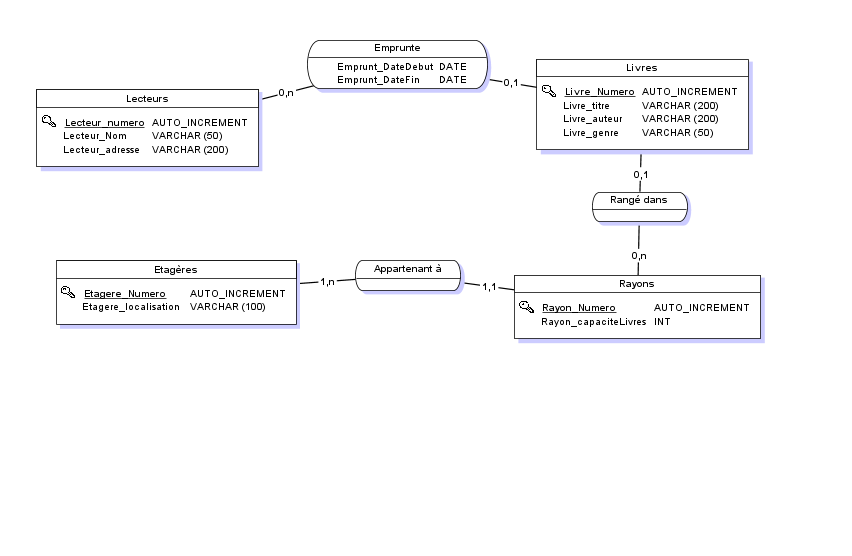 Emprunte
Emprunt_DateDebut DATE
Emprunt_DateFin DATE
0,n
0,1
Lecteurs
Lecteur_numero AUTO_INCREMENT
Lecteur_Nom VARCHAR (50)
Lecteur_adresse VARCHAR (200)
Livres
Livre_Numero AUTO_INCREMENT
Livre_titre VARCHAR (200)
Livre_auteur VARCHAR (200)
Livre_genre VARCHAR (50)
0,1
Rangé dans
0,n
Etagères
Etagere_Numero AUTO_INCREMENT
Etagere_localisation VARCHAR (100)
1,n
Appartenant à
1,1
Rayons
Rayon_Numero AUTO_INCREMENT
Rayon_capaciteLivres INT